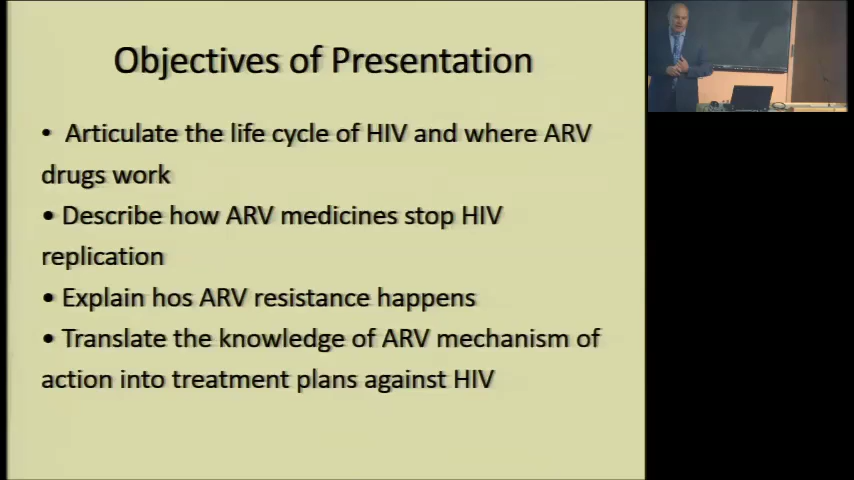 Objectives of Presentation
• Articulate the life cycle of HIV and where ARV
drugs work
• Describe how ARV medicines stop HIV
replication
• Explain hos ARV resistance happens
• Translate the knowledge of ARV mechanism of
action into treatment plans against HIV